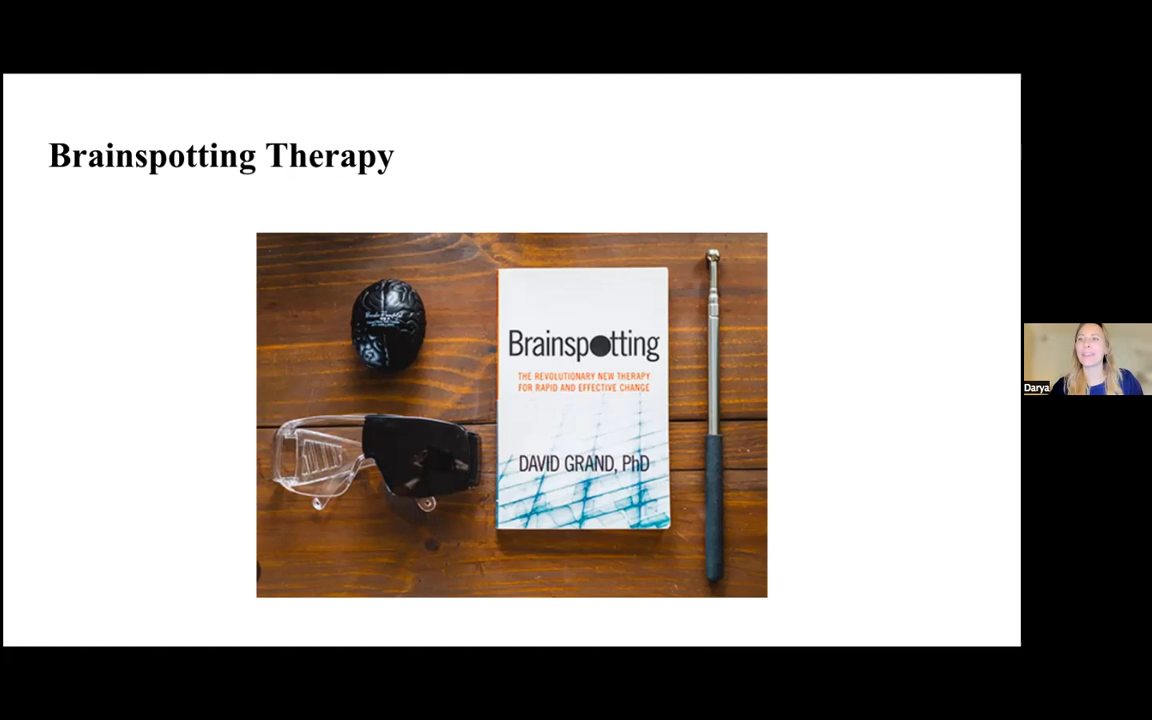 Brainspotting Therapy
Brainspotting
THE REVOLUTIONARY NEW THERAPY
FOR RAPID AND EFFECTIVE CHANGE
DAVID GRAND, PhD
Darya